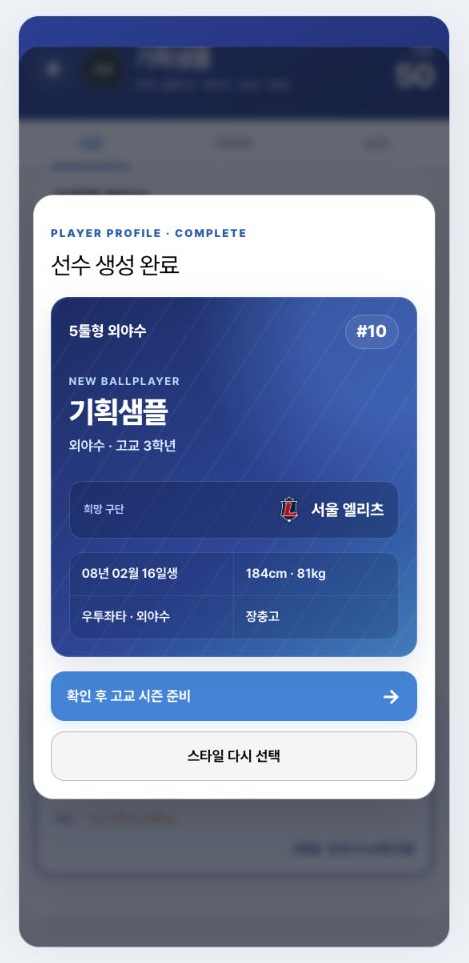 50
PLAYER PROFILE · COMPLETE
선수 생성 완료
5툴형 외야수
#10
NEW BALLPLAYER
기획샘플
외야수 · 고교 3학년
희망 구단
L
서울 엘리츠
08년 02월 16일생
184cm · 81kg
우투좌타 · 외야수
장충고
확인 후 고교 시즌 준비
스타일 다시 선택